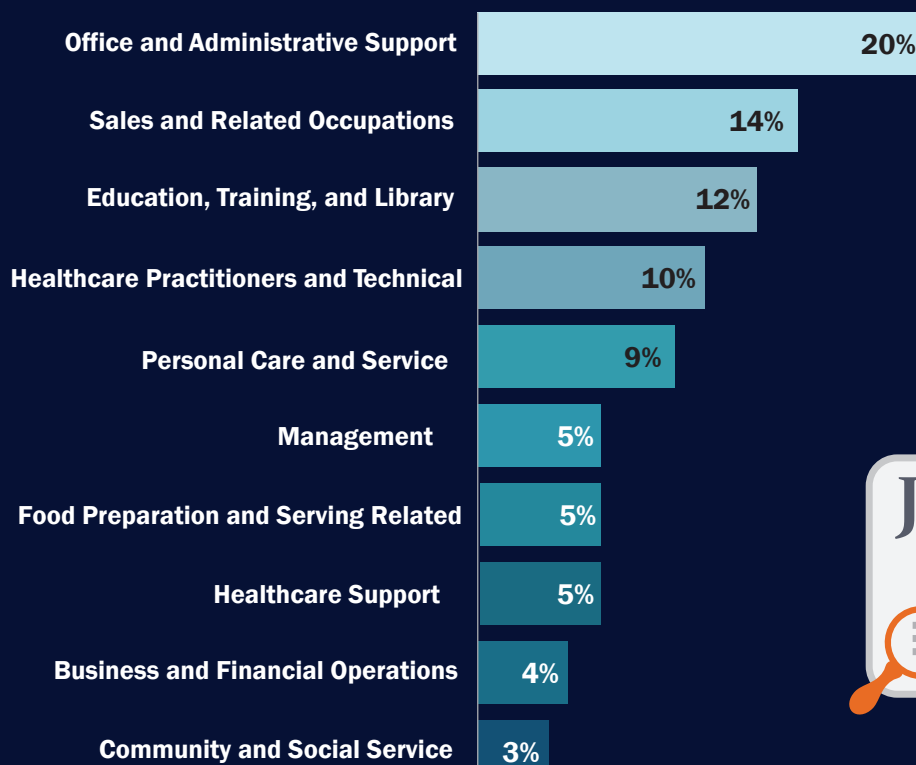 Office and Administrative Support 20%
Sales and Related Occupations 14%
Education, Training, and Library 12%
Healthcare Practitioners and Technical 10%
Personal Care and Service 9%
Management 5%
Food Preparation and Serving Related 5%
Healthcare Support 5%
Business and Financial Operations 4%
Community and Social Service 3%
J